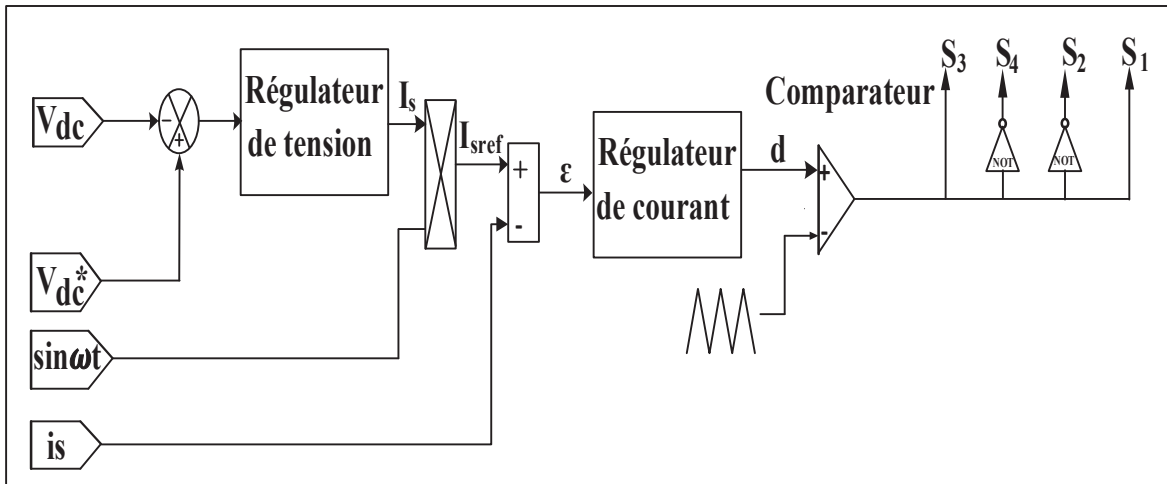 S3 S4 S2 S1
Régulateur
de tension
Comparateur
Vdc
-
+
Is
Isref
+
-
ε
Régulateur
de courant
d
+
-
NOT
NOT
Vdc*
sinωt
is